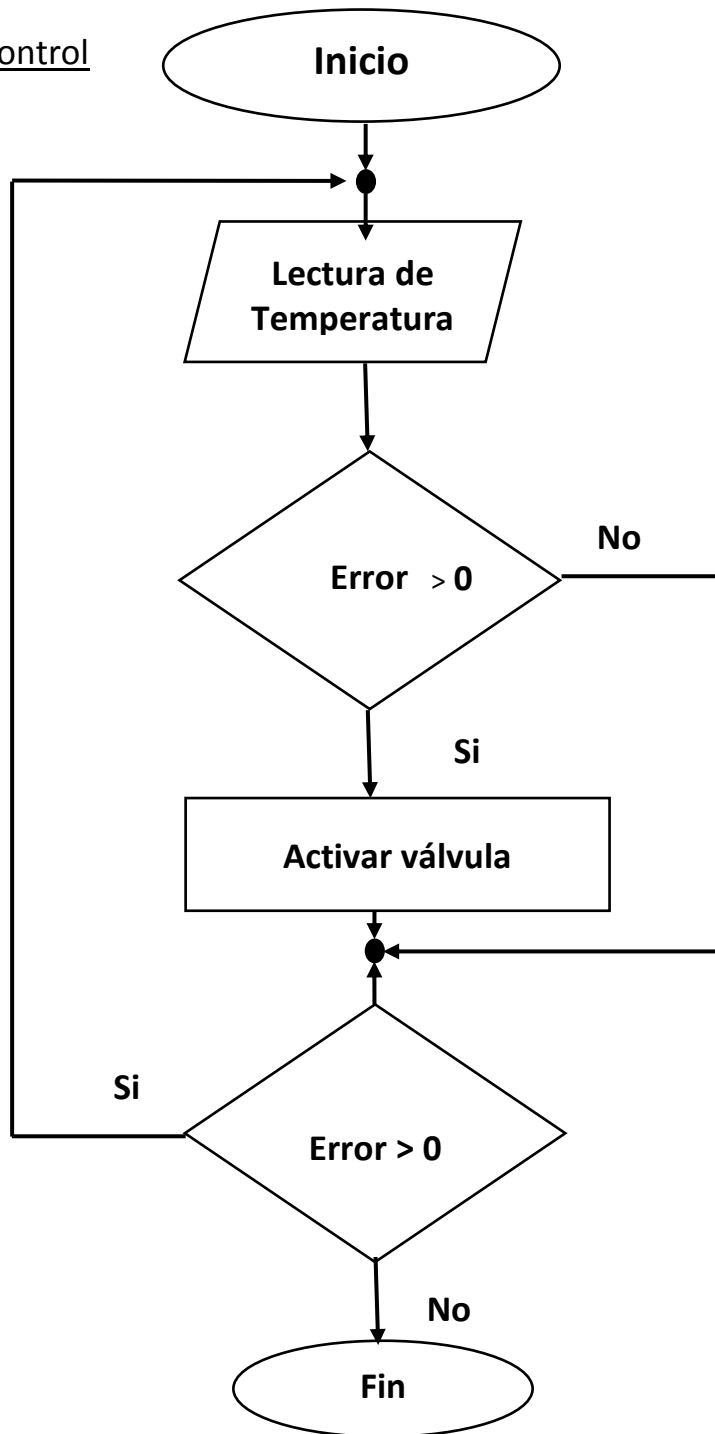 ontrol
Inicio
Lectura de
Temperatura
Error > 0
No
Si
Activar válvula
Si
Error > 0
No
Fin